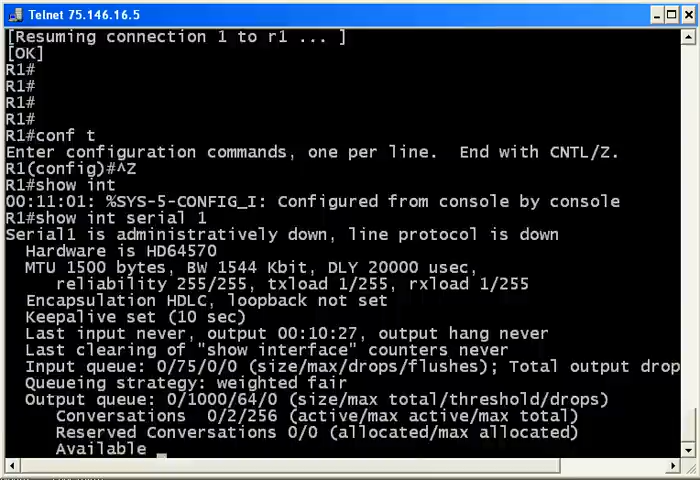 Telnet 75.146.16.5
[Resuming connection 1 to r1 ... ]
[OK]
R1#
R1#
R1#
R1#
R1#conf t
Enter configuration commands, one per line.  End with CNTL/Z.
R1(config)#^Z
R1#show int
00:11:01: %SYS-5-CONFIG_I: Configured from console by console
R1#show int serial 1
Serial1 is administratively down, line protocol is down
Hardware is HD64570
MTU 1500 bytes, BW 1544 Kbit, DLY 20000 usec,
reliability 255/255, txload 1/255, rxload 1/255
Encapsulation HDLC, loopback not set
Keepalive set (10 sec)
Last input never, output 00:10:27, output hang never
Last clearing of "show interface" counters never
Input queue: 0/75/0/0 (size/max/drops/flushes); Total output drop
Queueing strategy: weighted fair
Output queue: 0/1000/64/0 (size/max total/threshold/drops)
Conversations  0/2/256 (active/max active/max total)
Reserved Conversations 0/0 (allocated/max allocated)
Available